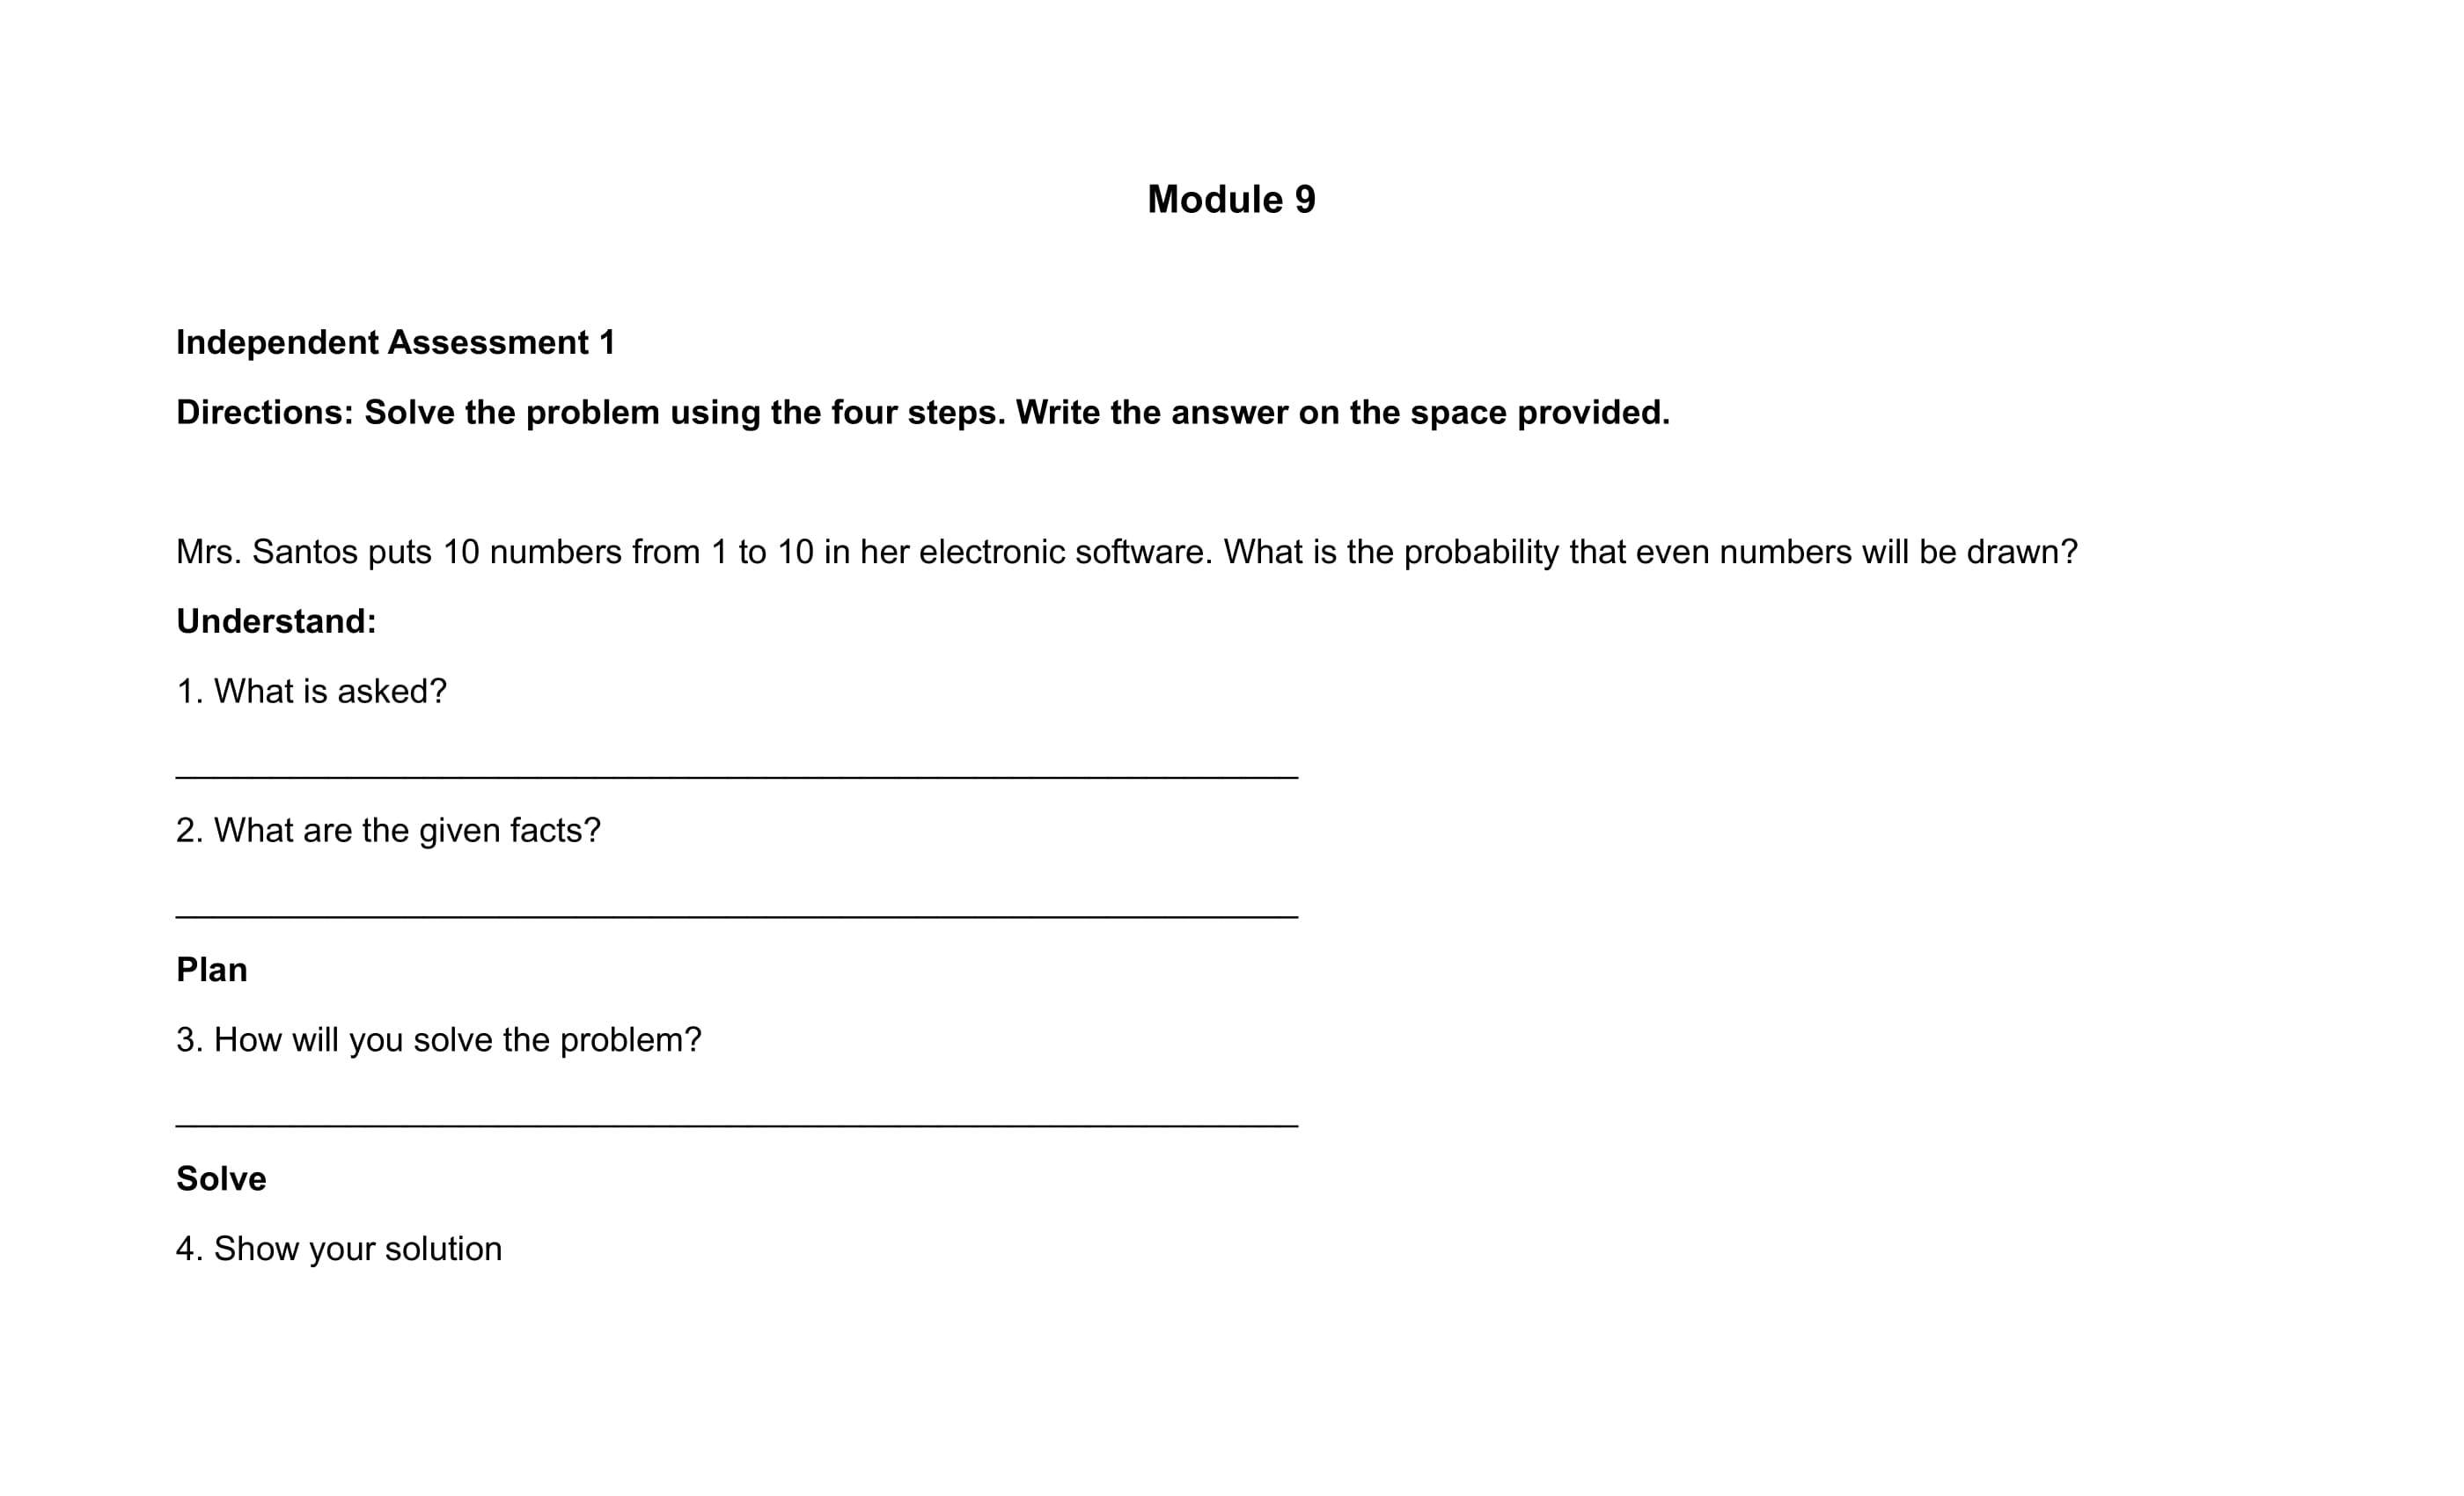 Module 9
Independent Assessment 1
Directions: Solve the problem using the four steps. Write the answer on the space provided.
Mrs. Santos puts 10 numbers from 1 to 10 in her electronic software. What is the probability that even numbers will be drawn?
Understand:
1. What is asked?
2. What are the given facts?
Plan
3. How will you solve the problem?
Solve
4. Show your solution